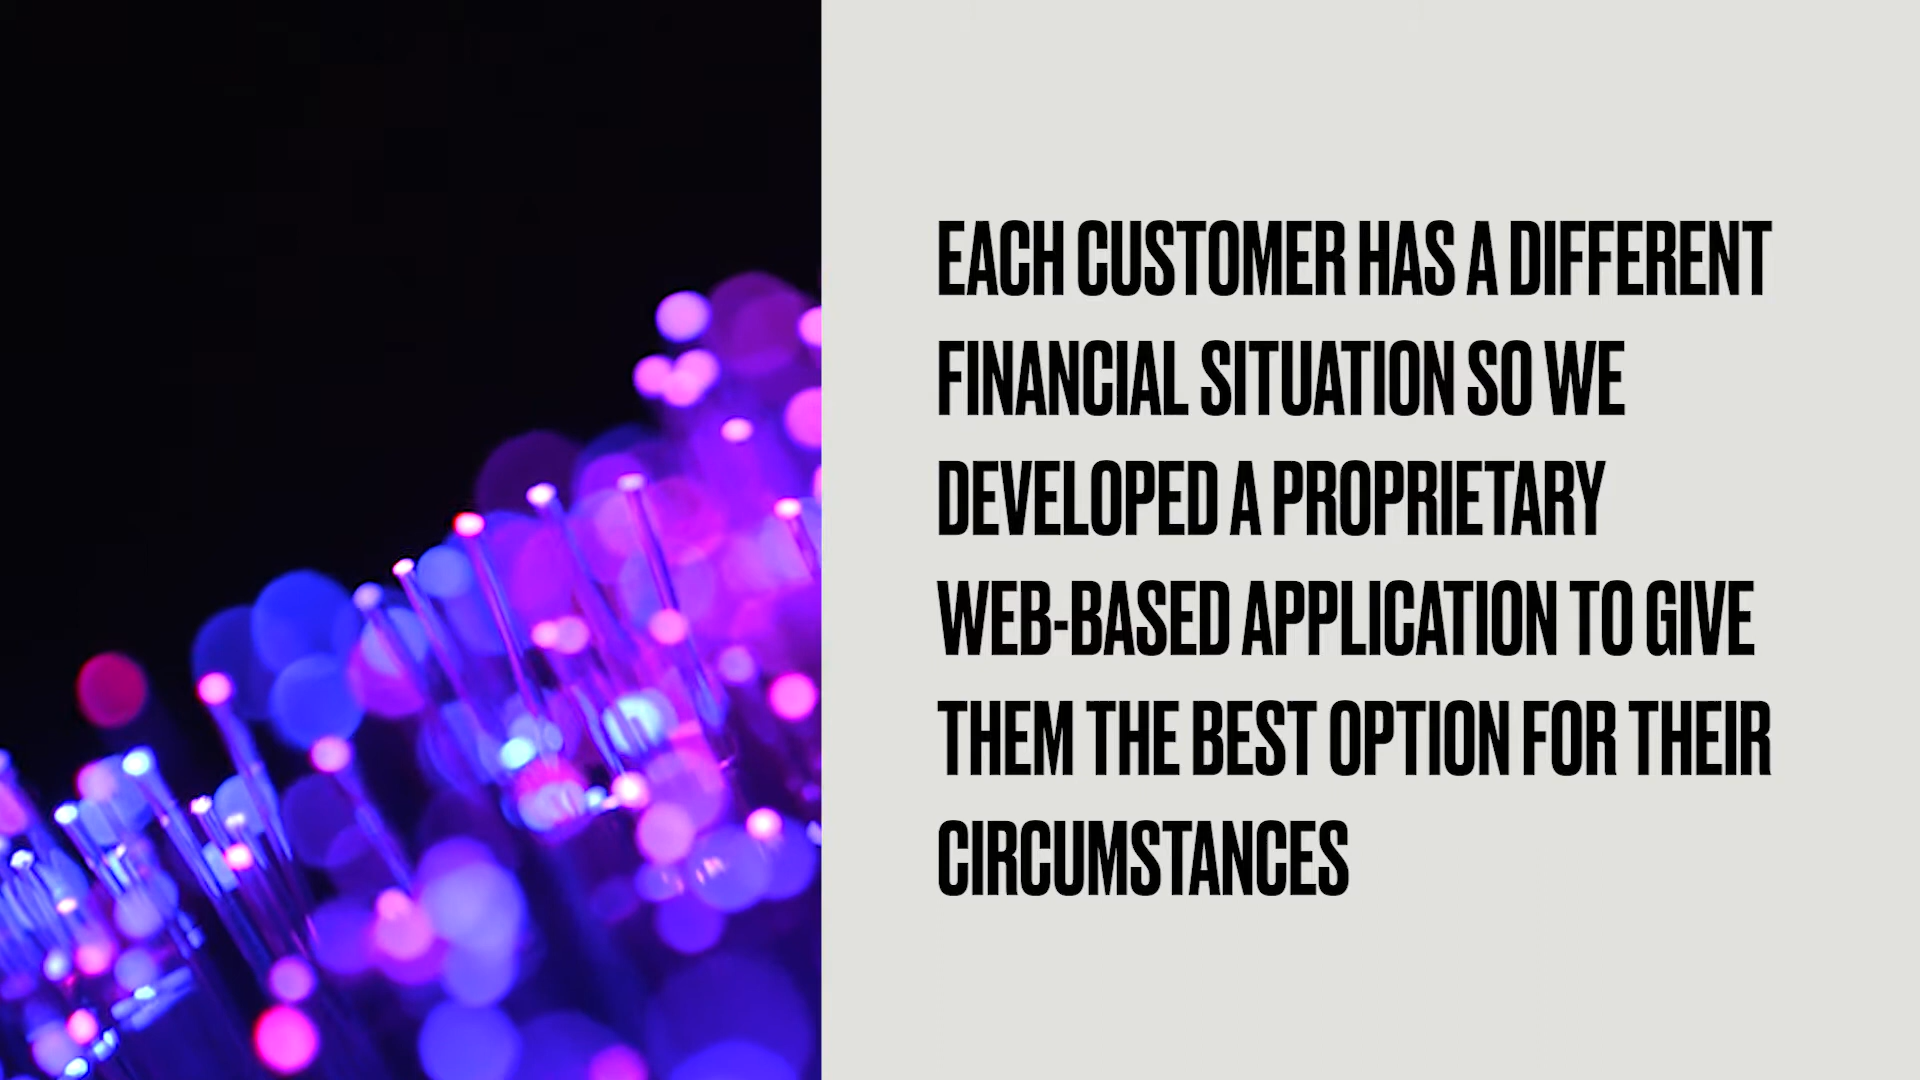 EACH CUSTOMER HAS A DIFFERENT
FINANCIAL SITUATION SO WE
DEVELOPED A PROPRIETARY
WEB-BASED APPLICATION TO GIVE
THEM THE BEST OPTION FOR THEIR
CIRCUMSTANCES